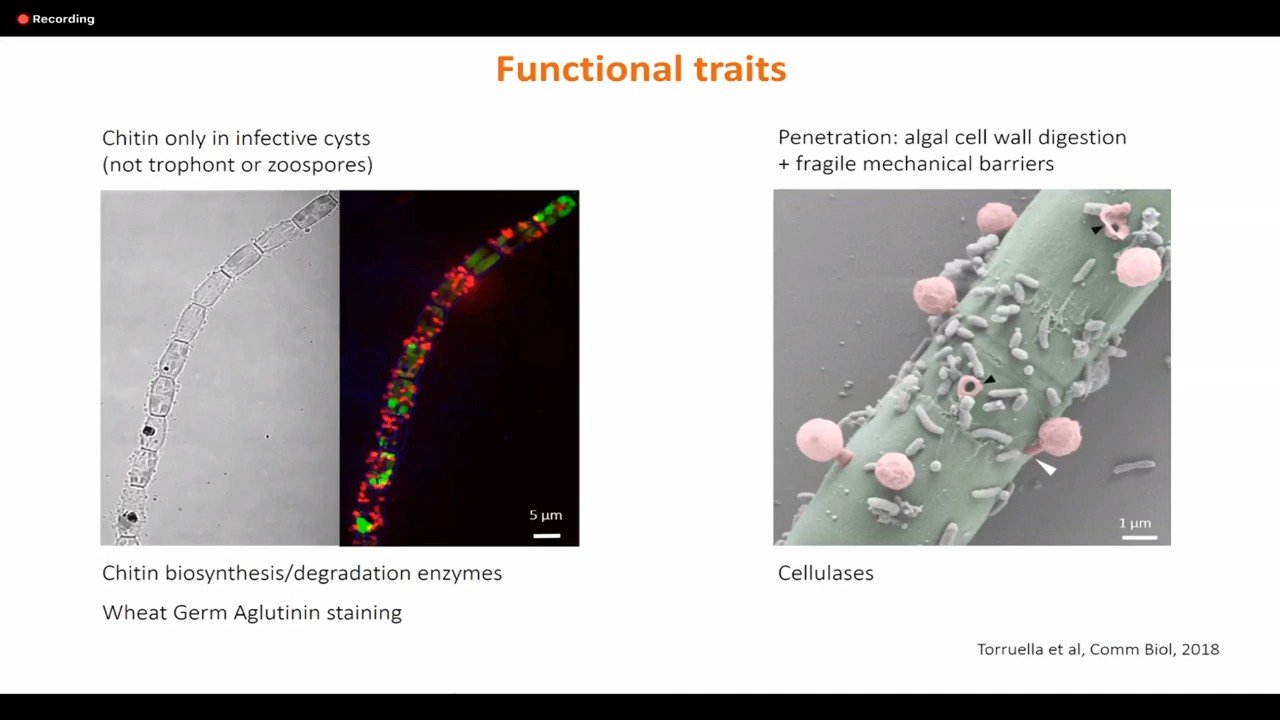 Recording
Functional traits
Chitin only in infective cysts
(not trophont or zoospores)
Penetration: algal cell wall digestion
+ fragile mechanical barriers
5 μm
1 μm
Chitin biosynthesis/degradation enzymes
Wheat Germ Aglutinin staining
Cellulases
Torruella et al, Comm Biol, 2018